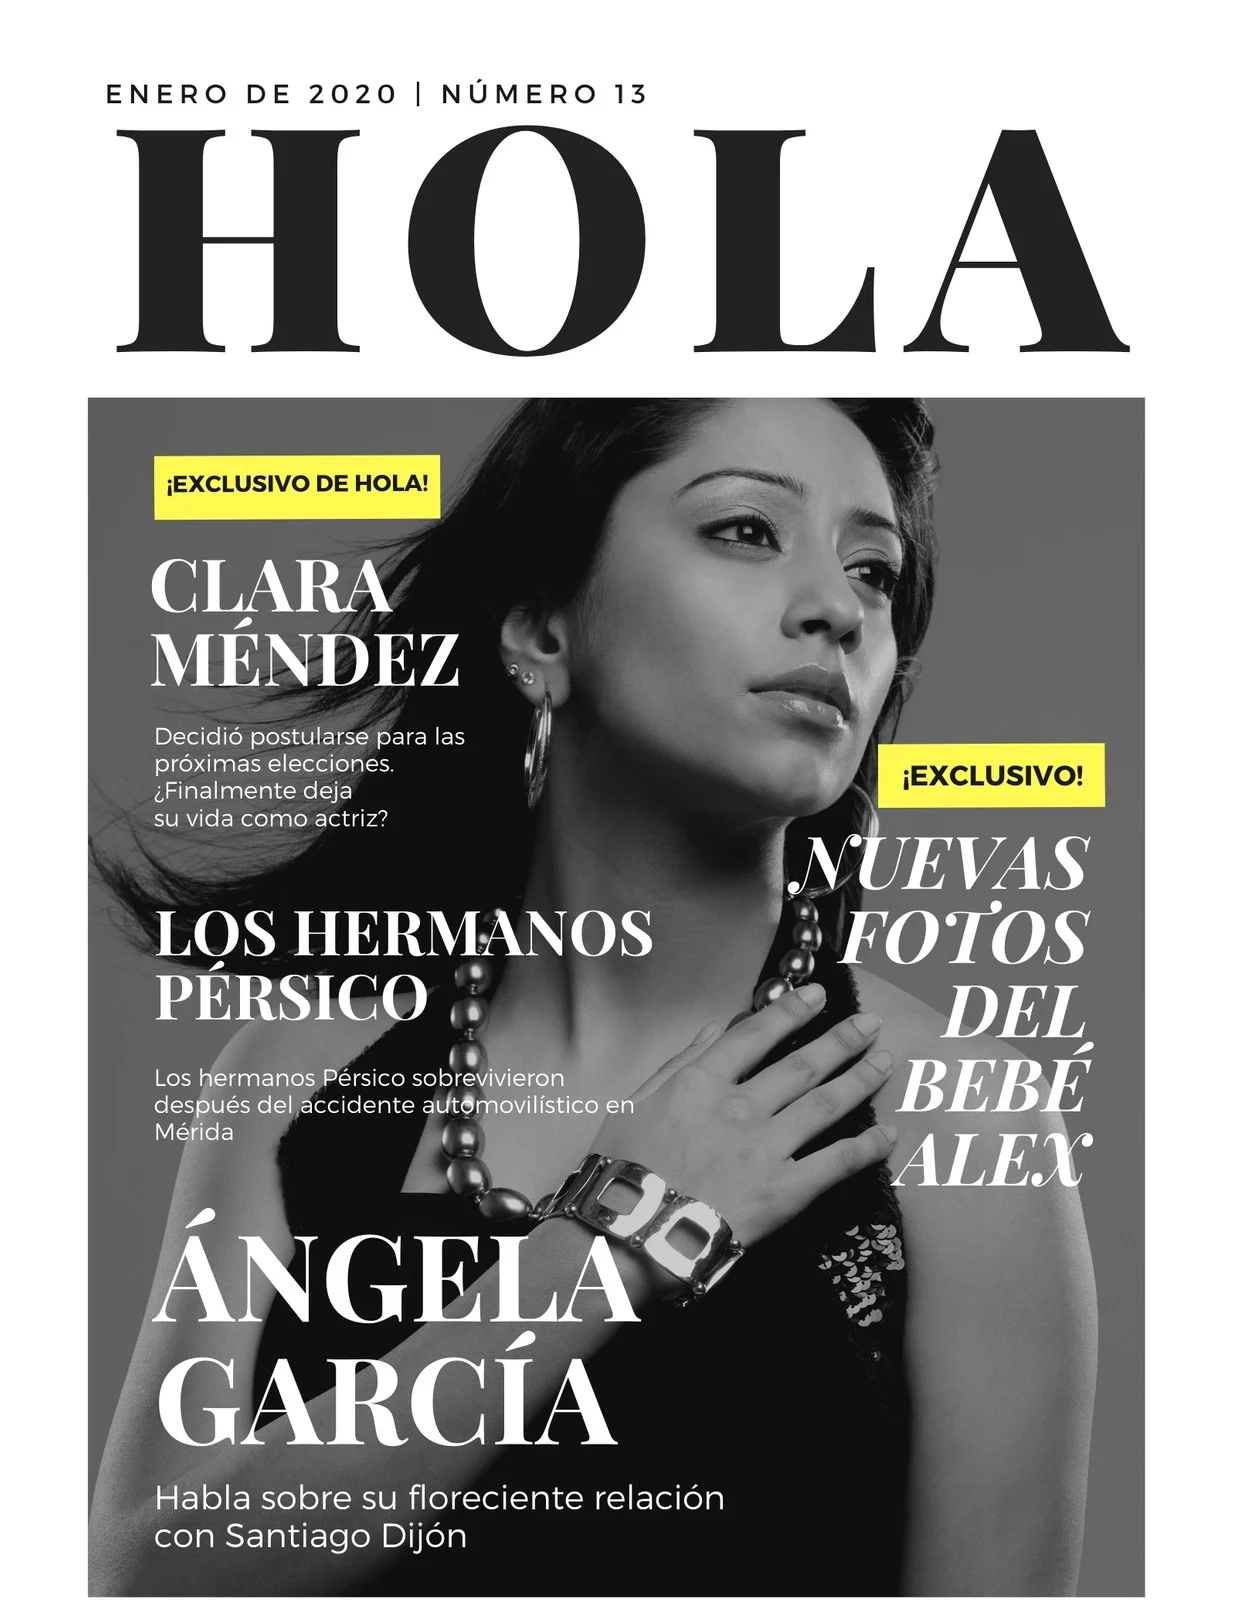 ENERO DE 2020 | NÚMERO 13
HOLA
¡EXCLUSIVO DE HOLA!
CLARA
MÉNDEZ
Decidió postularse para las
próximas elecciones.
¿Finalmente deja
su vida como actriz?
¡EXCLUSIVO!
NUEVAS
FOTOS
DEL
BEBÉ
ALEX
LOS HERMANOS
PÉRSICO
Los hermanos Pérsico sobrevivieron
después del accidente automovilístico en
Mérida
ÁNGELA
GARCÍA
Habla sobre su floreciente relación
con Santiago Dijón